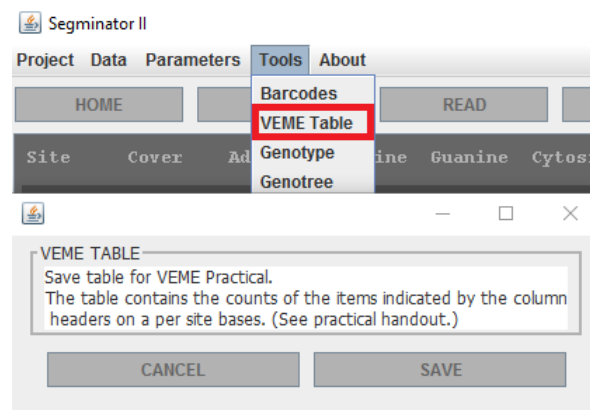 Segminator II
Project Data Parameters Tools About
HOME READ
Barcodes
VEME Table
Site Cover Ad Genotype ine Guanine Cytos
Genotree
VEME TABLE
Save table for VEME Practical.
The table contains the counts of the items indicated by the column
headers on a per site bases. (See practical handout.)
CANCEL SAVE